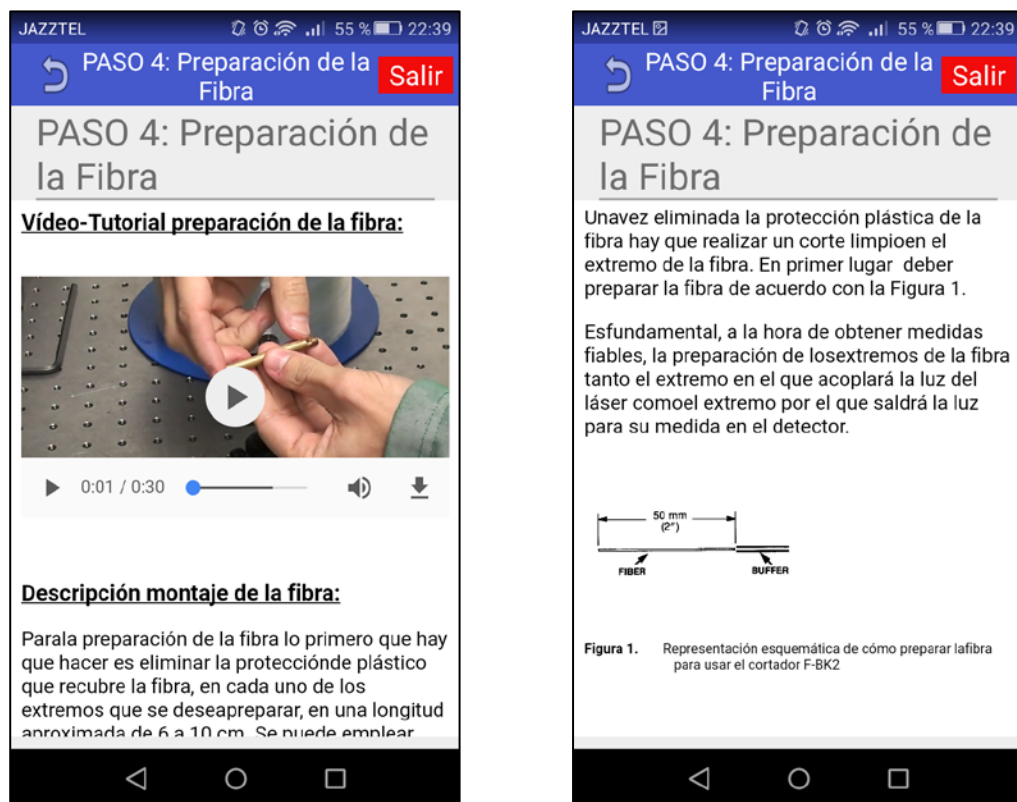 JAZZTEL 55 % 22:39
PASO 4: Preparación de la
Fibra
Salir
PASO 4: Preparación de
la Fibra
Vídeo-Tutorial preparación de la fibra:
0:01 / 0:30
Descripción montaje de la fibra:
Parala preparación de la fibra lo primero que hay
que hacer es eliminar la protecciónde plástico
que recubre la fibra, en cada uno de los
extremos que se deseapreparar, en una longitud
aproximada de 6 a 10 cm. Se puede emplear
JAZZTEL 55 % 22:39
PASO 4: Preparación de la
Fibra
Salir
PASO 4: Preparación de
la Fibra
Unavez eliminada la protección plástica de la
fibra hay que realizar un corte limpioen el
extremo de la fibra. En primer lugar  deber
preparar la fibra de acuerdo con la Figura 1.
Esfundamental, a la hora de obtener medidas
fiables, la preparación de losextremos de la fibra
tanto el extremo en el que acoplará la luz del
láser comoel extremo por el que saldrá la luz
para su medida en el detector.
50 mm
(2")
FIBER
BUFFER
Figura 1. Representación esquemática de cómo preparar lafibra
para usar el cortador F-BK2